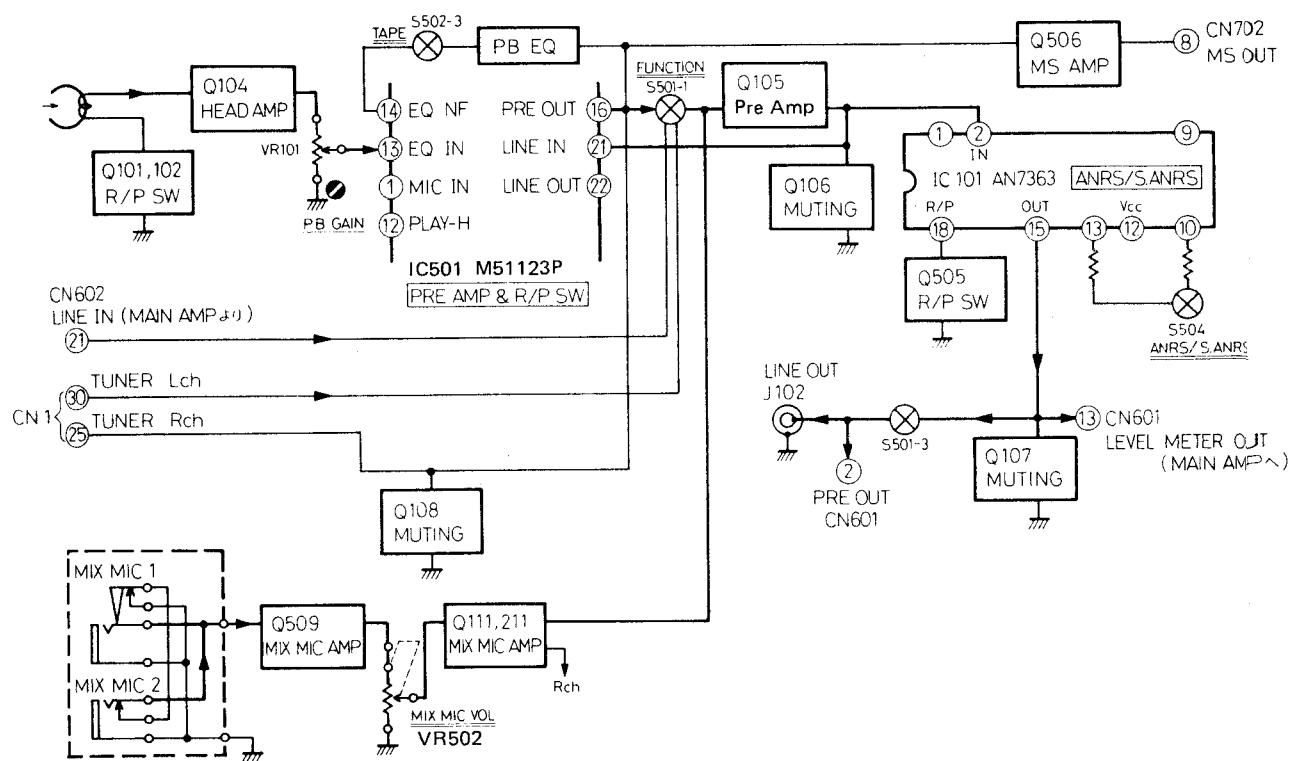 S502-3
TAPE
PB EQ
Q506
MS AMP
8
CN702
MS OUT
Q104
HEAD AMP
FUNCTION
S501-1
Q105
Pre Amp
14 EQ NF
PRE OUT 16
VR101
13 EQ IN
LINE IN 21
1 MIC IN
LINE OUT 22
12 PLAY-H
PB GAIN
Q101,102
R/P SW
IC501 M51123P
PRE AMP & R/P SW
Q106
MUTING
1
2
9
IN
IC 101 AN7363
ANRS/S.ANRS
R/P
OUT
Vcc
18
15
13
12
10
Q505
R/P SW
S504
ANRS/S.ANRS
CN602
LINE IN (MAIN AMPより)
21
30 TUNER Lch
CN1
25 TUNER Rch
LINE OUT
J102
S501-3
13 CN601
LEVEL METER OUT
(MAIN AMPへ)
2
PRE OUT
CN601
Q107
MUTING
Q108
MUTING
MIX MIC 1
MIX MIC 2
Q509
MIX MIC AMP
Q111,211
MIX MIC AMP
Rch
MIX MIC VOL
VR502